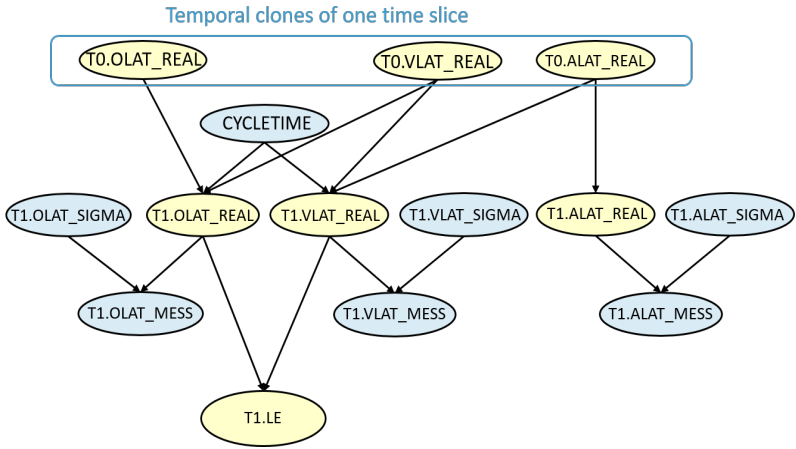 Temporal clones of one time slice
T0.OLAT_REAL
T0.VLAT_REAL
T0.ALAT_REAL
CYCLETIME
T1.OLAT_SIGMA
T1.OLAT_REAL
T1.VLAT_REAL
T1.VLAT_SIGMA
T1.ALAT_REAL
T1.ALAT_SIGMA
T1.OLAT_MESS
T1.VLAT_MESS
T1.ALAT_MESS
T1.LE